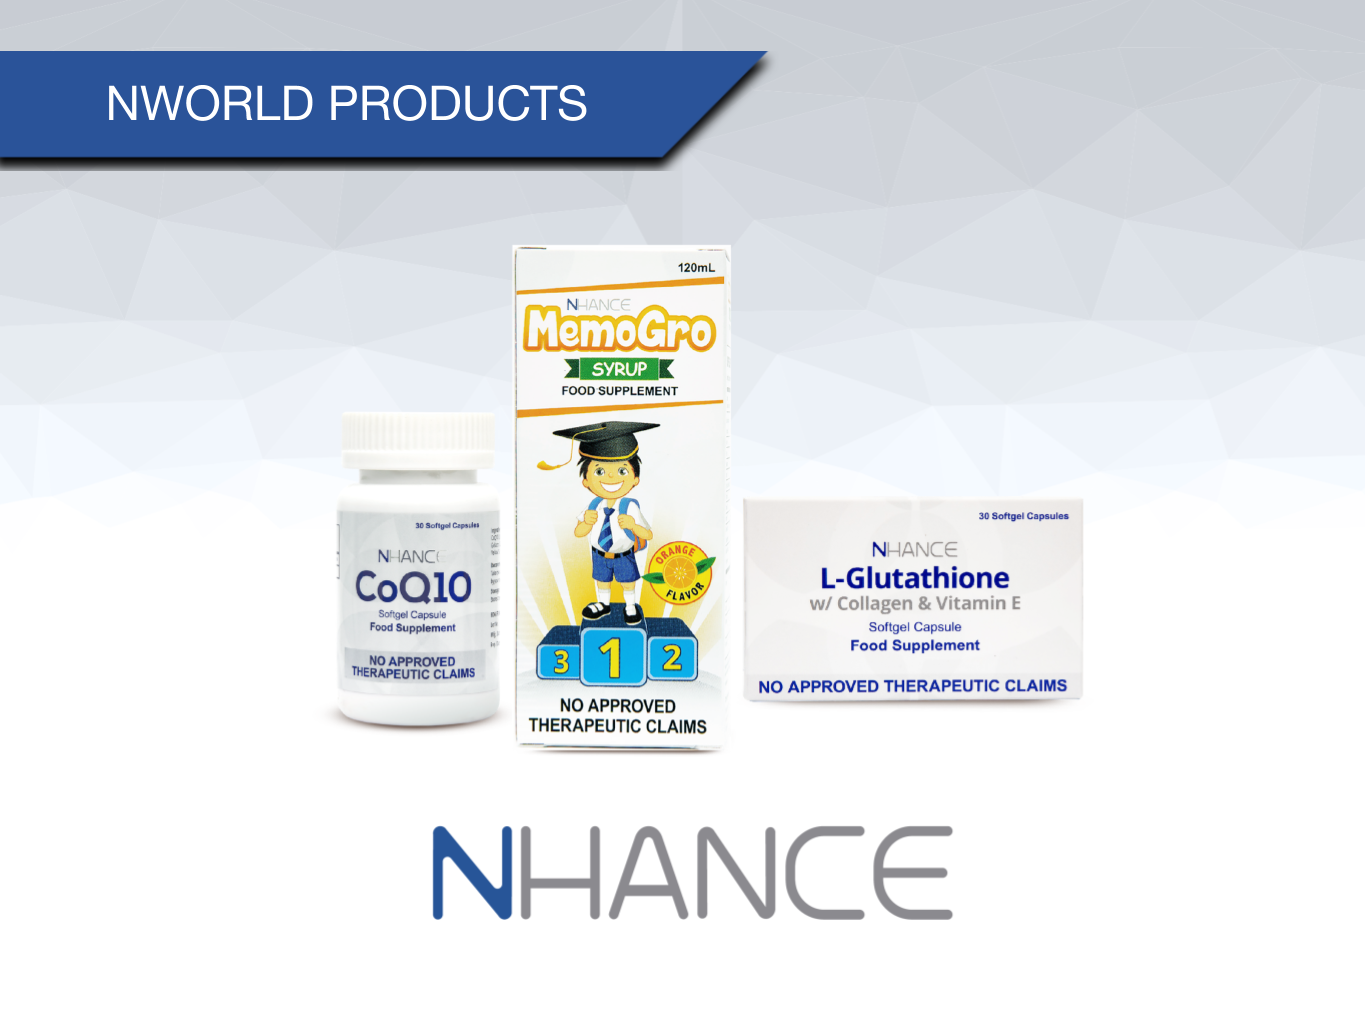 NWORLD PRODUCTS
30 Softgel Capsules
NHANCE
CoQ10
Softgel Capsule
Food Supplement
NO APPROVED
THERAPEUTIC CLAIMS
120mL
NHANCE
MemoGro
SYRUP
FOOD SUPPLEMENT
ORANGE
FLAVOR
3 1 2
NO APPROVED
THERAPEUTIC CLAIMS
30 Softgel Capsules
NHANCE
L-Glutathione
w/ Collagen & Vitamin E
Softgel Capsule
Food Supplement
NO APPROVED THERAPEUTIC CLAIMS
NHANCE